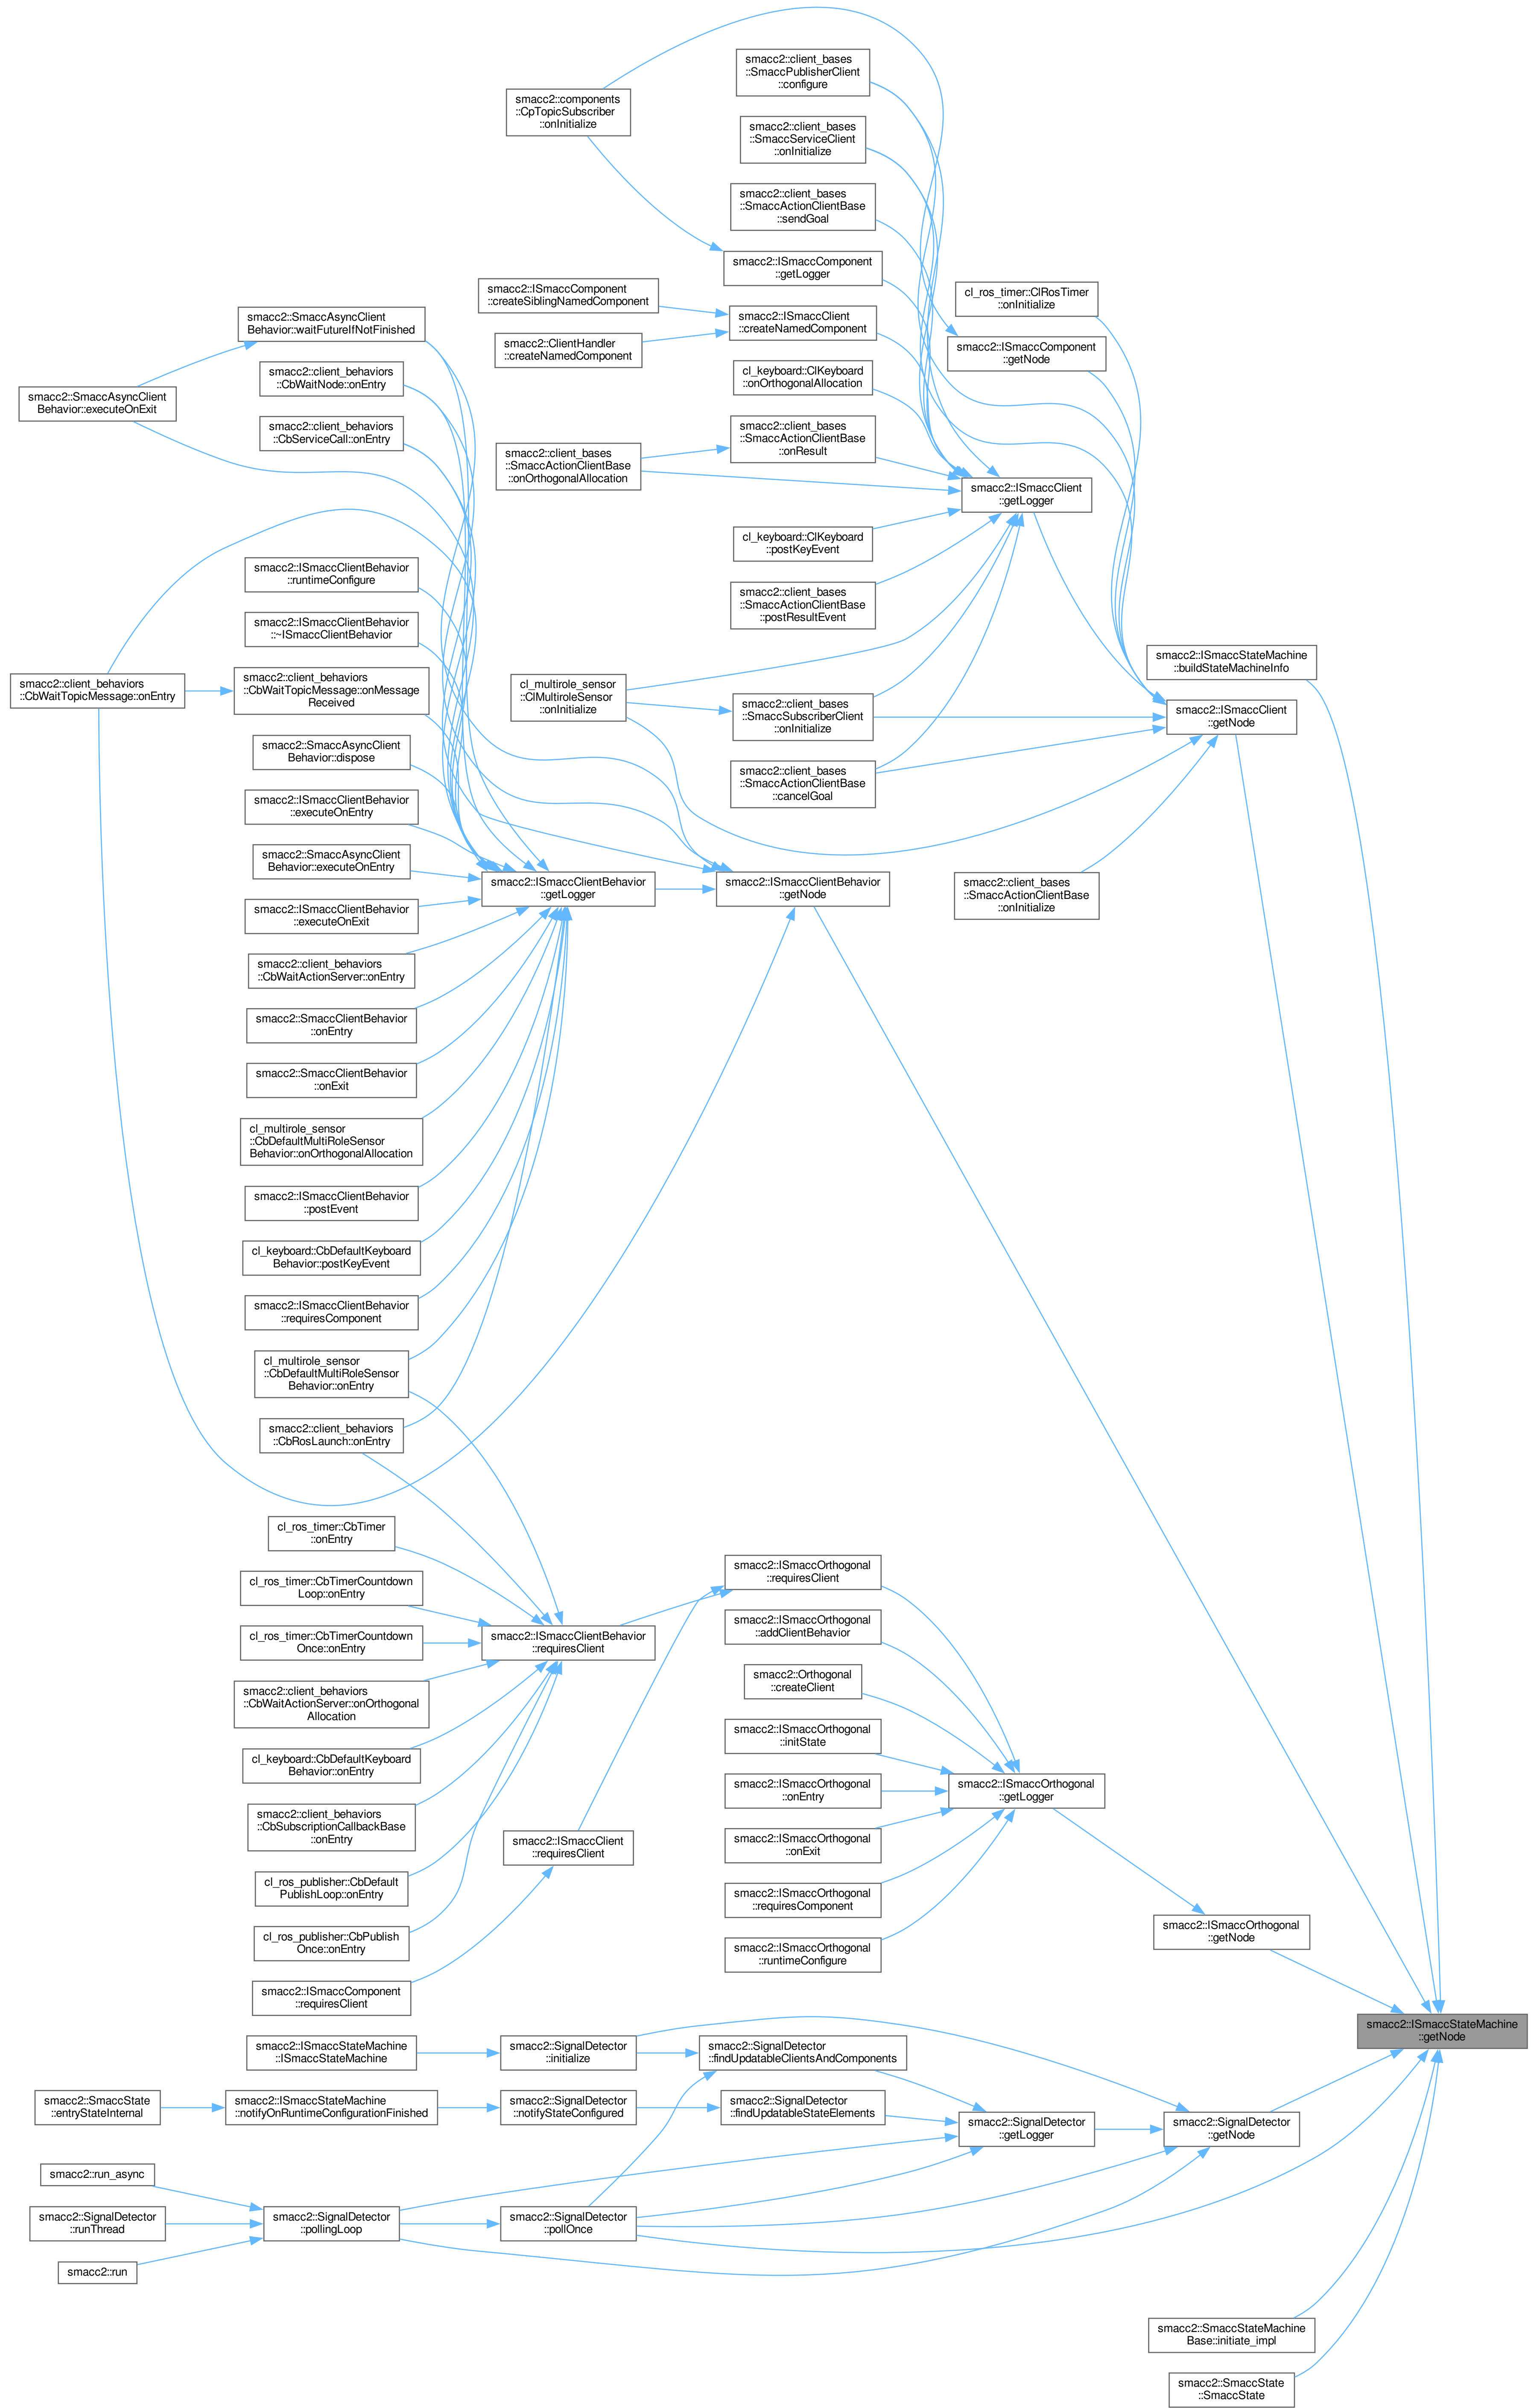 smacc2::client_bases
::SmaccPublisherClient
::configure
smacc2::components
::CpTopicSubscriber
::onInitialize
smacc2::client_bases
::SmaccServiceClient
::onInitialize
smacc2::client_bases
::SmaccActionClientBase
::sendGoal
smacc2::ISmaccComponent
::getLogger
smacc2::ISmaccComponent
::createSiblingNamedComponent
cl_ros_timer::ClRosTimer
::onInitialize
smacc2::SmaccAsyncClient
Behavior::waitFutureIfNotFinished
smacc2::ISmaccClient
::createNamedComponent
smacc2::ClientHandler
::createNamedComponent
smacc2::ISmaccComponent
::getNode
smacc2::client_behaviors
::CbWaitNode::onEntry
cl_keyboard::ClKeyboard
::onOrthogonalAllocation
smacc2::SmaccAsyncClient
Behavior::executeOnExit
smacc2::client_behaviors
::CbServiceCall::onEntry
smacc2::client_bases
::SmaccActionClientBase
::onResult
smacc2::client_bases
::SmaccActionClientBase
::onOrthogonalAllocation
smacc2::ISmaccClient
::getLogger
cl_keyboard::ClKeyboard
::postKeyEvent
smacc2::ISmaccClientBehavior
::runtimeConfigure
smacc2::client_bases
::SmaccActionClientBase
::postResultEvent
smacc2::ISmaccClientBehavior
::~ISmaccClientBehavior
smacc2::ISmaccStateMachine
::buildStateMachineInfo
smacc2::client_behaviors
::CbWaitTopicMessage::onEntry
smacc2::client_behaviors
::CbWaitTopicMessage::onMessage
Received
cl_multirole_sensor
::ClMultiroleSensor
::onInitialize
smacc2::client_bases
::SmaccSubscriberClient
::onInitialize
smacc2::ISmaccClient
::getNode
smacc2::SmaccAsyncClient
Behavior::dispose
smacc2::client_bases
::SmaccActionClientBase
::cancelGoal
smacc2::ISmaccClientBehavior
::executeOnEntry
smacc2::SmaccAsyncClient
Behavior::executeOnEntry
smacc2::ISmaccClientBehavior
::getLogger
smacc2::ISmaccClientBehavior
::getNode
smacc2::client_bases
::SmaccActionClientBase
::onInitialize
smacc2::ISmaccClientBehavior
::executeOnExit
smacc2::client_behaviors
::CbWaitActionServer::onEntry
smacc2::SmaccClientBehavior
::onEntry
smacc2::SmaccClientBehavior
::onExit
cl_multirole_sensor
::CbDefaultMultiRoleSensor
Behavior::onOrthogonalAllocation
smacc2::ISmaccClientBehavior
::postEvent
cl_keyboard::CbDefaultKeyboard
Behavior::postKeyEvent
smacc2::ISmaccClientBehavior
::requiresComponent
cl_multirole_sensor
::CbDefaultMultiRoleSensor
Behavior::onEntry
smacc2::client_behaviors
::CbRosLaunch::onEntry
cl_ros_timer::CbTimer
::onEntry
smacc2::ISmaccOrthogonal
::requiresClient
cl_ros_timer::CbTimerCountdown
Loop::onEntry
smacc2::ISmaccOrthogonal
::addClientBehavior
cl_ros_timer::CbTimerCountdown
Once::onEntry
smacc2::ISmaccClientBehavior
::requiresClient
smacc2::Orthogonal
::createClient
smacc2::client_behaviors
::CbWaitActionServer::onOrthogonal
Allocation
smacc2::ISmaccOrthogonal
::initState
cl_keyboard::CbDefaultKeyboard
Behavior::onEntry
smacc2::ISmaccOrthogonal
::onEntry
smacc2::ISmaccOrthogonal
::getLogger
smacc2::client_behaviors
::CbSubscriptionCallbackBase
::onEntry
smacc2::ISmaccClient
::requiresClient
smacc2::ISmaccOrthogonal
::onExit
cl_ros_publisher::CbDefault
PublishLoop::onEntry
smacc2::ISmaccOrthogonal
::requiresComponent
cl_ros_publisher::CbPublish
Once::onEntry
smacc2::ISmaccOrthogonal
::runtimeConfigure
smacc2::ISmaccOrthogonal
::getNode
smacc2::ISmaccComponent
::requiresClient
smacc2::ISmaccStateMachine
::getNode
smacc2::ISmaccStateMachine
::ISmaccStateMachine
smacc2::SignalDetector
::initialize
smacc2::SignalDetector
::findUpdatableClientsAndComponents
smacc2::SmaccState
::entryStateInternal
smacc2::ISmaccStateMachine
::notifyOnRuntimeConfigurationFinished
smacc2::SignalDetector
::notifyStateConfigured
smacc2::SignalDetector
::findUpdatableStateElements
smacc2::SignalDetector
::getLogger
smacc2::SignalDetector
::getNode
smacc2::run_async
smacc2::SignalDetector
::runThread
smacc2::SignalDetector
::pollingLoop
smacc2::SignalDetector
::pollOnce
smacc2::run
smacc2::SmaccStateMachine
Base::initiate_impl
smacc2::SmaccState
::SmaccState